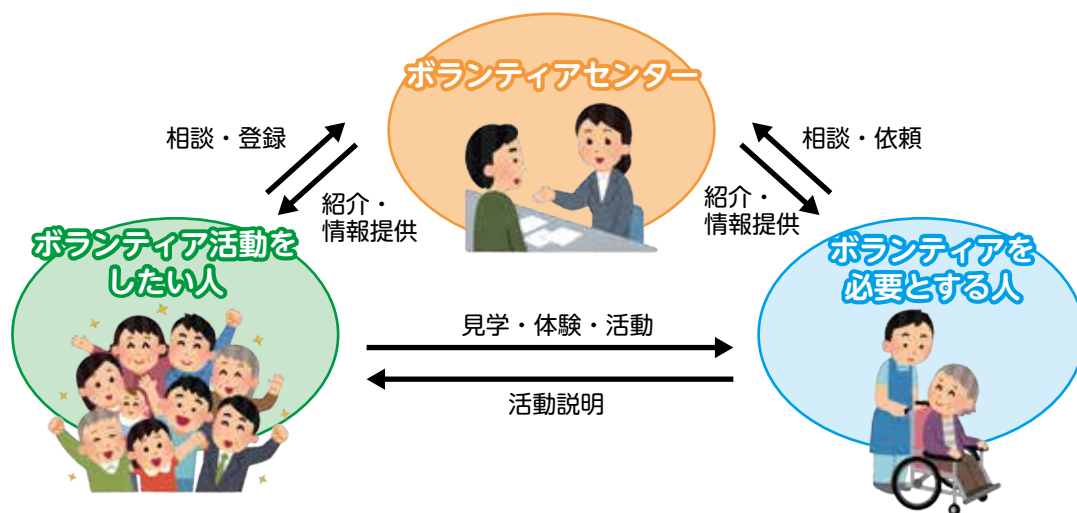 ボランティアセンター
相談・登録
相談・依頼
紹介・
情報提供
紹介・
情報提供
ボランティア活動を
したい人
ボランティアを
必要とする人
見学・体験・活動
活動説明